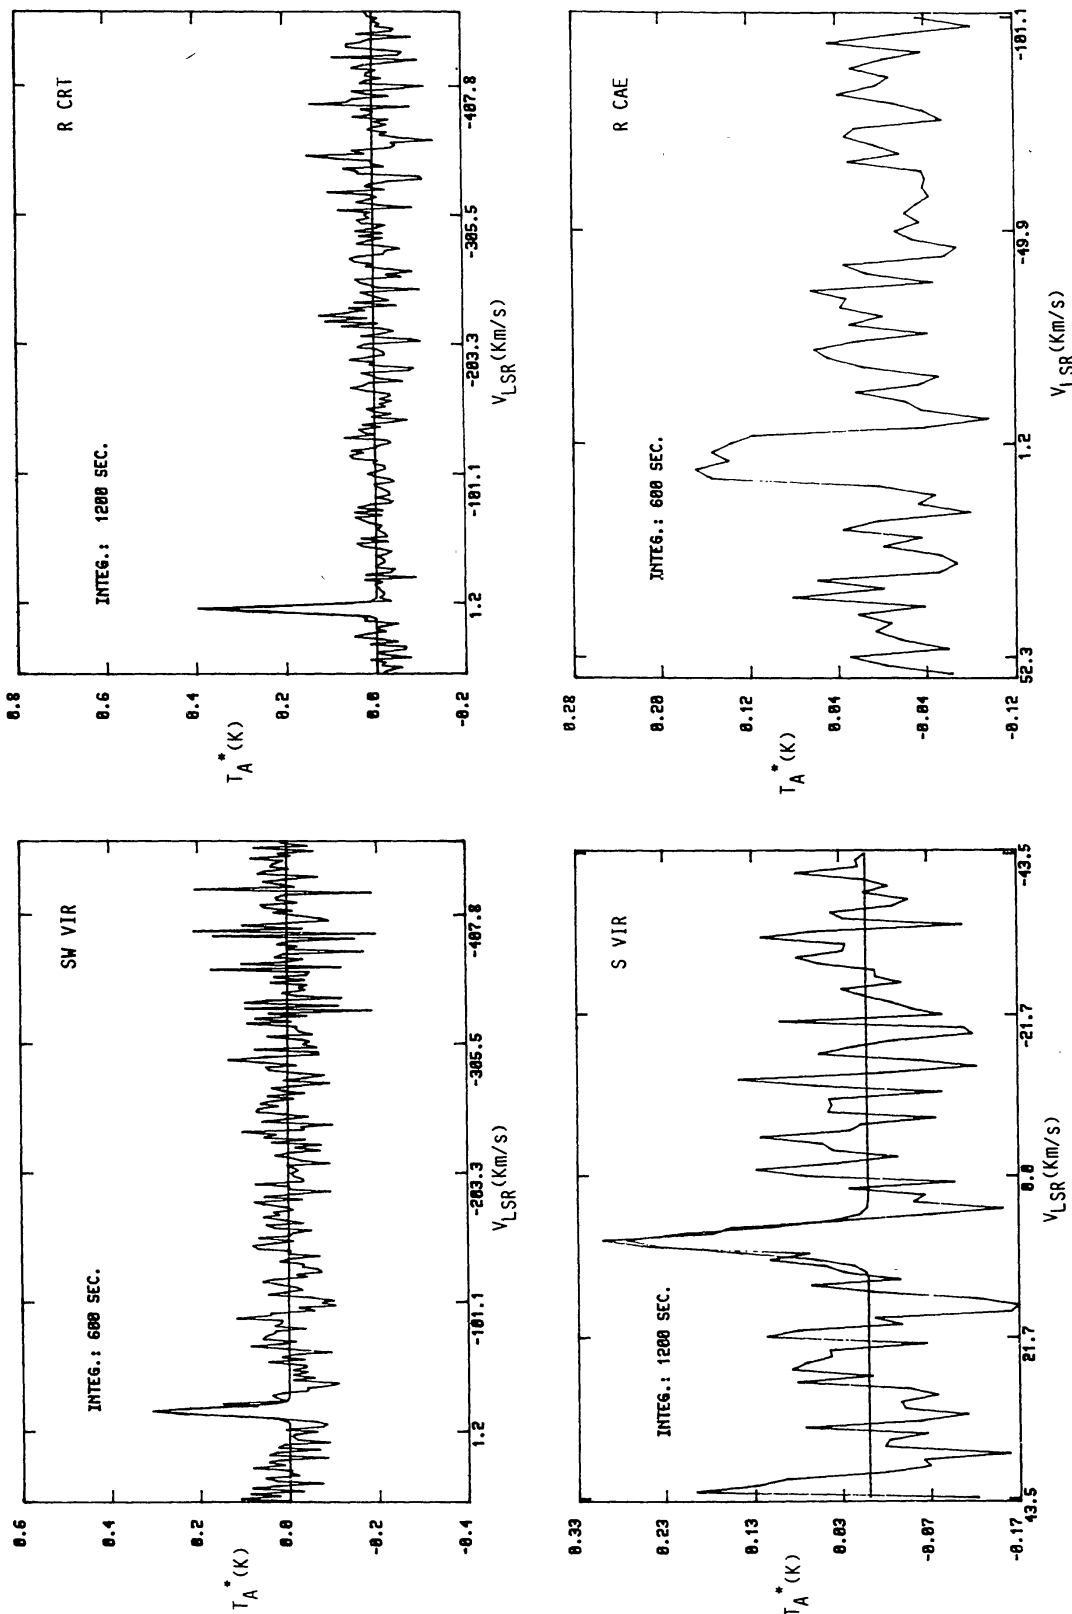 0.6
SW VIR
0.4
INTEG.: 600 SEC.
0.2
T_A^* (K)
0.0
-0.2
-0.4
1.2 -101.1 -203.3 -305.5 -407.8
V_LSR (Km/s)
0.8
R CRT
0.6
INTEG.: 1200 SEC.
0.4
0.2
T_A^* (K)
0.0
-0.2
1.2 -101.1 -203.3 -305.5 -407.8
V_LSR (Km/s)
0.33
S VIR
0.23
INTEG.: 1200 SEC.
0.13
0.03
-0.07
-0.17
T_A^* (K)
43.5 21.7 0.0 -21.7 -43.5
V_LSR (Km/s)
0.28
R CAE
0.20
INTEG.: 600 SEC.
0.12
T_A^* (K)
0.04
-0.04
-0.12
52.3 1.2 -49.9 -101.1
V_LSR (Km/s)